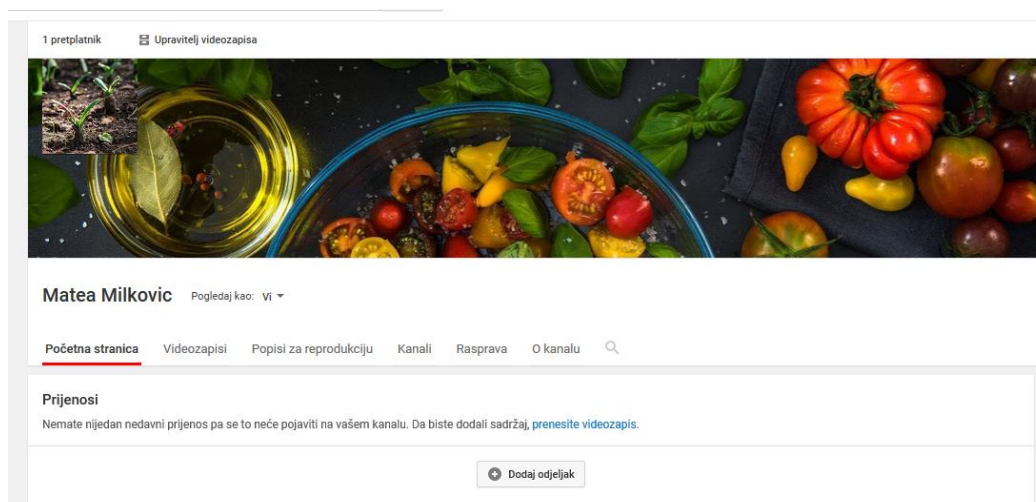 1 pretplatnik Upravitelj videozapisa
Matea Milkovic Pogledaj kao: Vi
Početna stranica Videozapisi Popisi za reprodukciju Kanali Rasprava O kanalu
Prijenosi
Nemate nijedan nedavni prijenos pa se to neće pojaviti na vašem kanalu. Da biste dodali sadržaj, prenesite videozapis.
Dodaj odjeljak